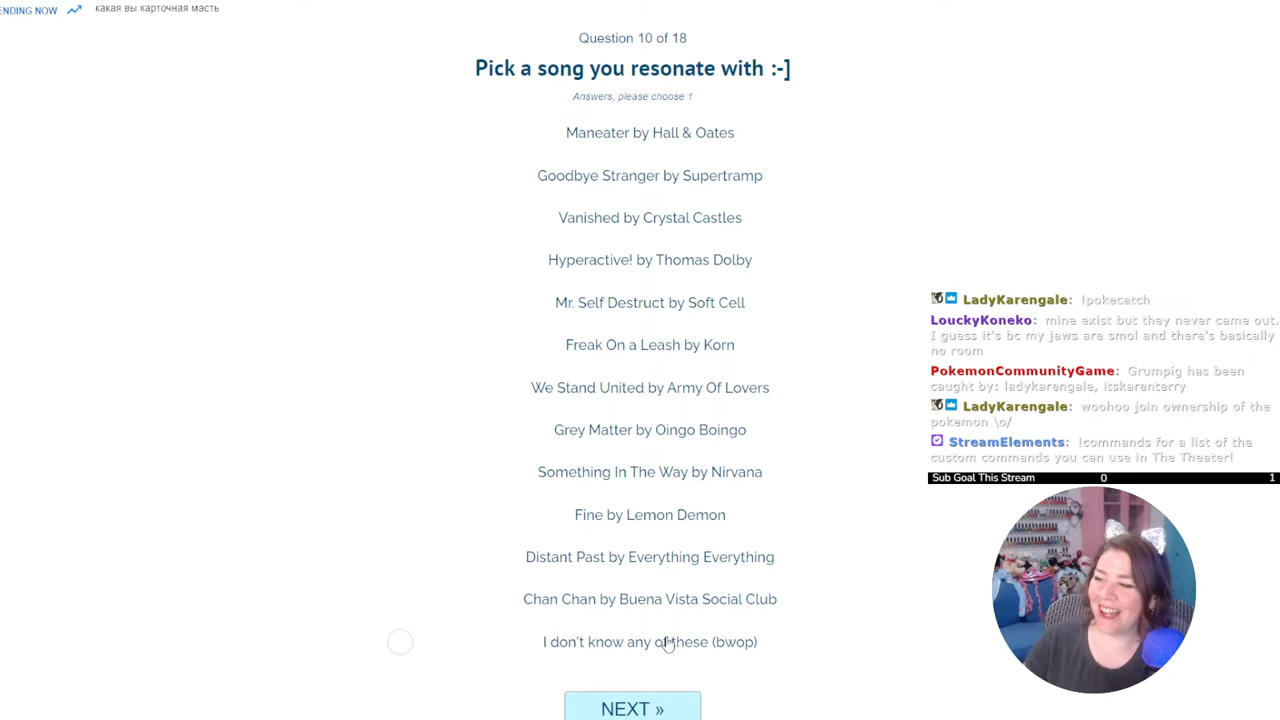 ENDING NOW
какая вы карточная масть
Question 10 of 18
Pick a song you resonate with :-]
Answers, please choose 1
Maneater by Hall & Oates
Goodbye Stranger by Supertramp
Vanished by Crystal Castles
Hyperactive! by Thomas Dolby
Mr. Self Destruct by Soft Cell
Freak On a Leash by Korn
We Stand United by Army Of Lovers
Grey Matter by Oingo Boingo
Something In The Way by Nirvana
Fine by Lemon Demon
Distant Past by Everything Everything
Chan Chan by Buena Vista Social Club
I don't know any of these (bwop)
NEXT »
LadyKarengale: !pokecatch
LouckyKoneko: mine exist but they never came out.
I guess it's bc my jaws are smol and there's basically
no room
PokemonCommunityGame: Grumpig has been
caught by: ladykarengale, itskarenterry
LadyKarengale: woohoo join ownership of the
pokemon \o/
StreamElements: !commands for a list of the
custom commands you can use in The Theater!
Sub Goal This Stream 0 1